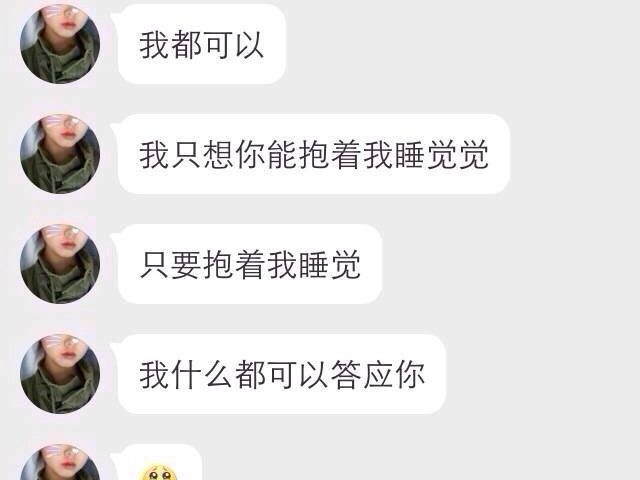 我都可以
我只想你能抱着我睡觉觉
只要抱着我睡觉
我什么都可以答应你